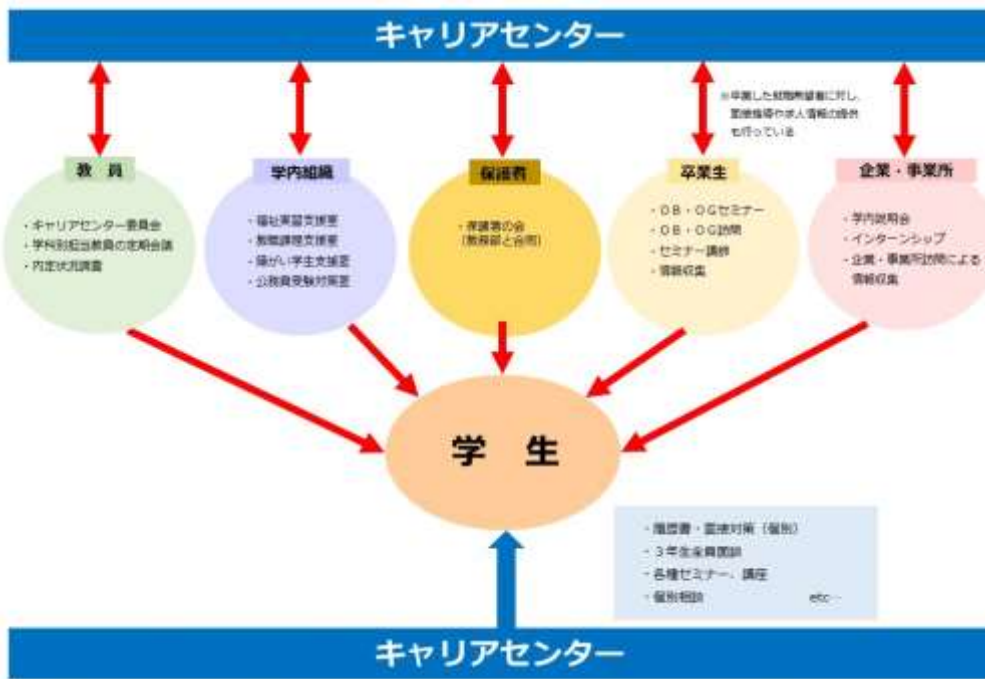 キャリアセンター
※卒業した就職希望者に対し、
面接指導や求人情報の提供
も行っている
教 員
・キャリアセンター委員会
・学科別担当教員の定期会議
・内定状況調査
学内組織
・福祉実習支援室
・教職課程支援室
・障がい学生支援室
・公務員受験対策室
保護者
・保護者の会
（教務部と合同）
卒業生
・ＯＢ・ＯＧセミナー
・ＯＢ・ＯＧ訪問
・セミナー講師
・情報収集
企業・事業所
・学内説明会
・インターンシップ
・企業・事業所訪問による
情報収集
学 生
・履歴書・面接対策（個別）
・３年生全員面談
・各種セミナー、講座
・個別相談 etc…
キャリアセンター